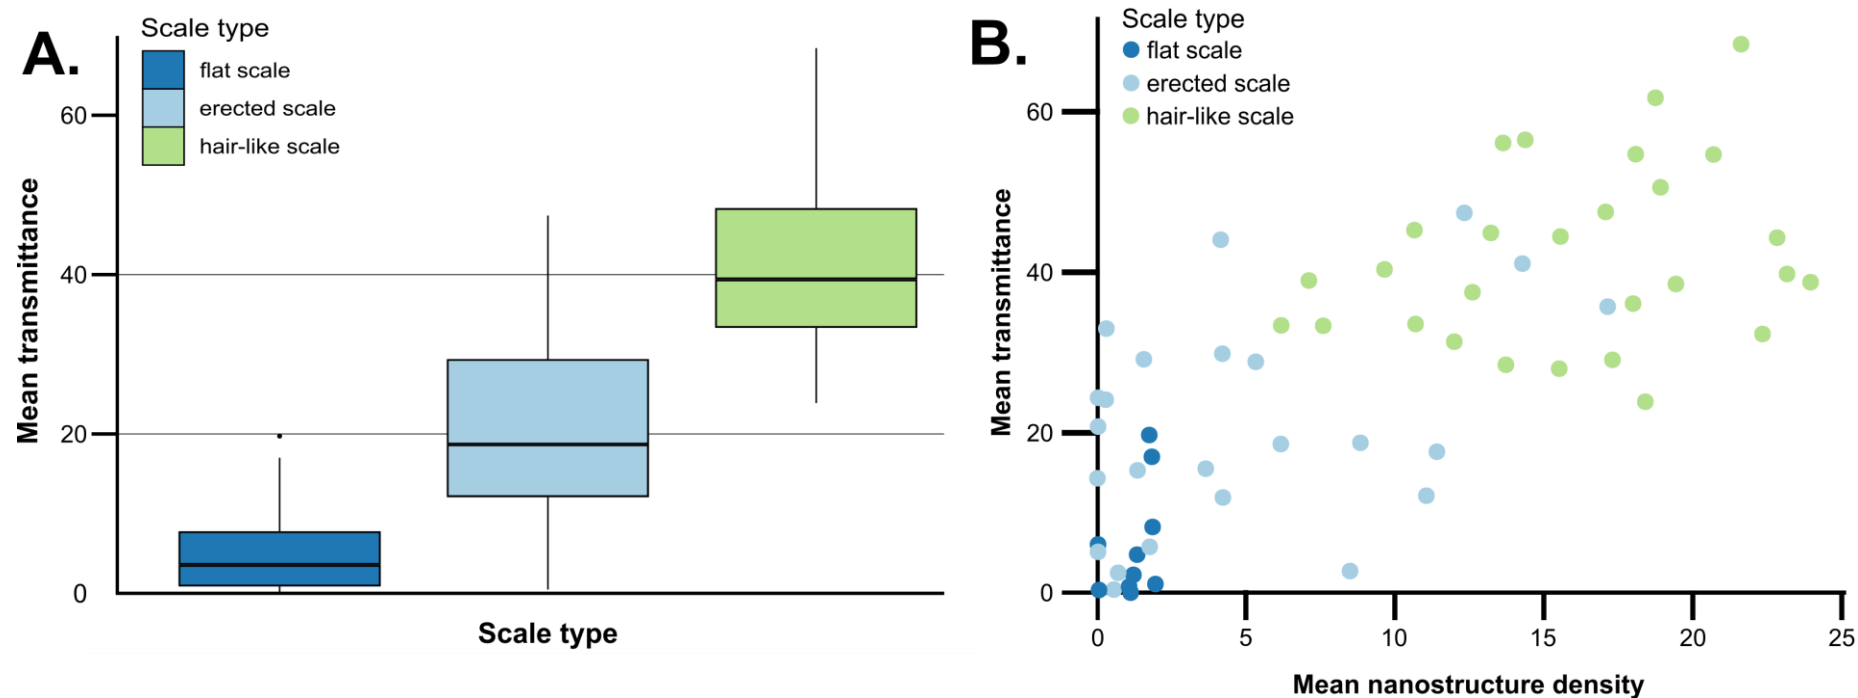 A.
Scale type
flat scale
erected scale
hair-like scale
60
40
20
0
Mean transmittance
Scale type
B.
Scale type
flat scale
erected scale
hair-like scale
60
40
20
0
Mean transmittance
0 5 10 15 20 25
Mean nanostructure density